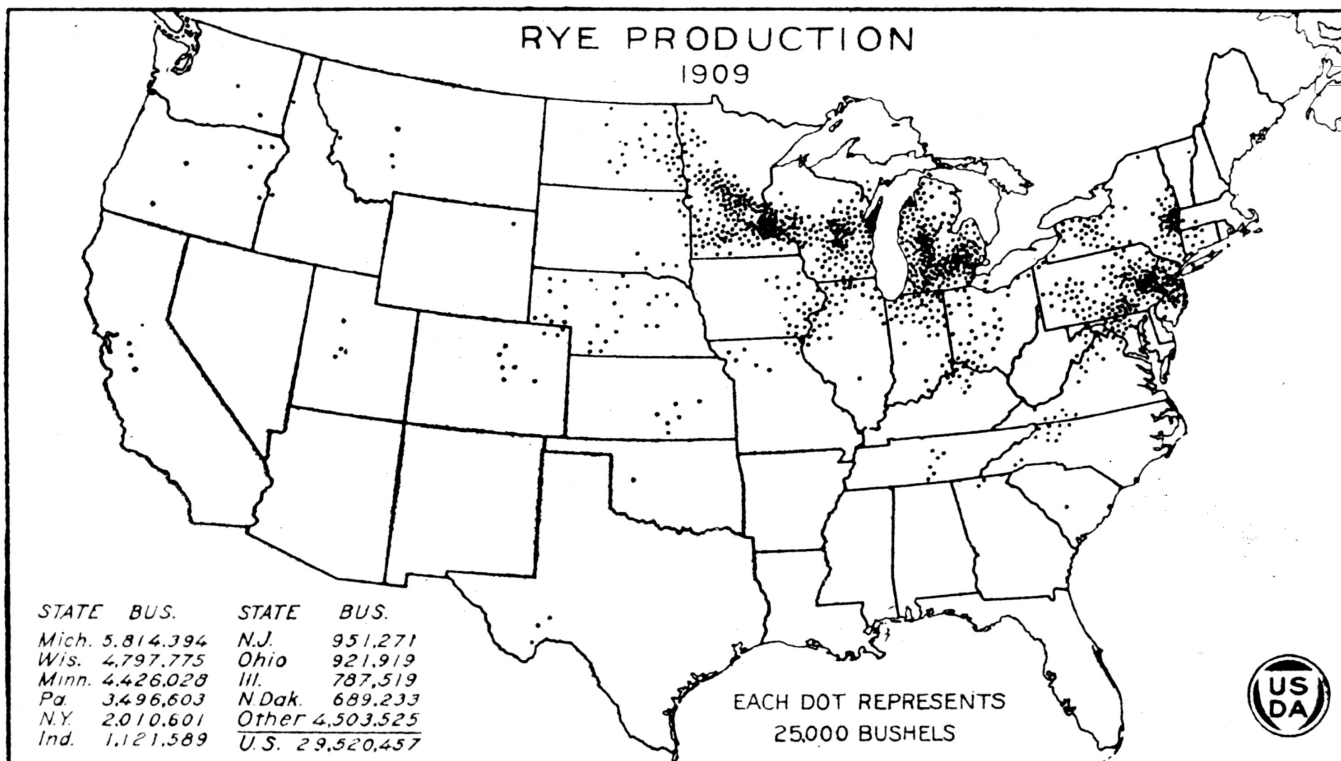 RYE PRODUCTION
1909
STATE BUS. STATE BUS.
Mich. 5,814,394 N.J. 951,271
Wis. 4,797,775 Ohio 921,919
Minn. 4,426,028 Ill. 787,519
Pa. 3,496,603 N.Dak. 689,233
N.Y. 2,010,601 Other 4,503,525
Ind. 1,121,589 U.S. 29,520,457
EACH DOT REPRESENTS
25,000 BUSHELS
US
DA